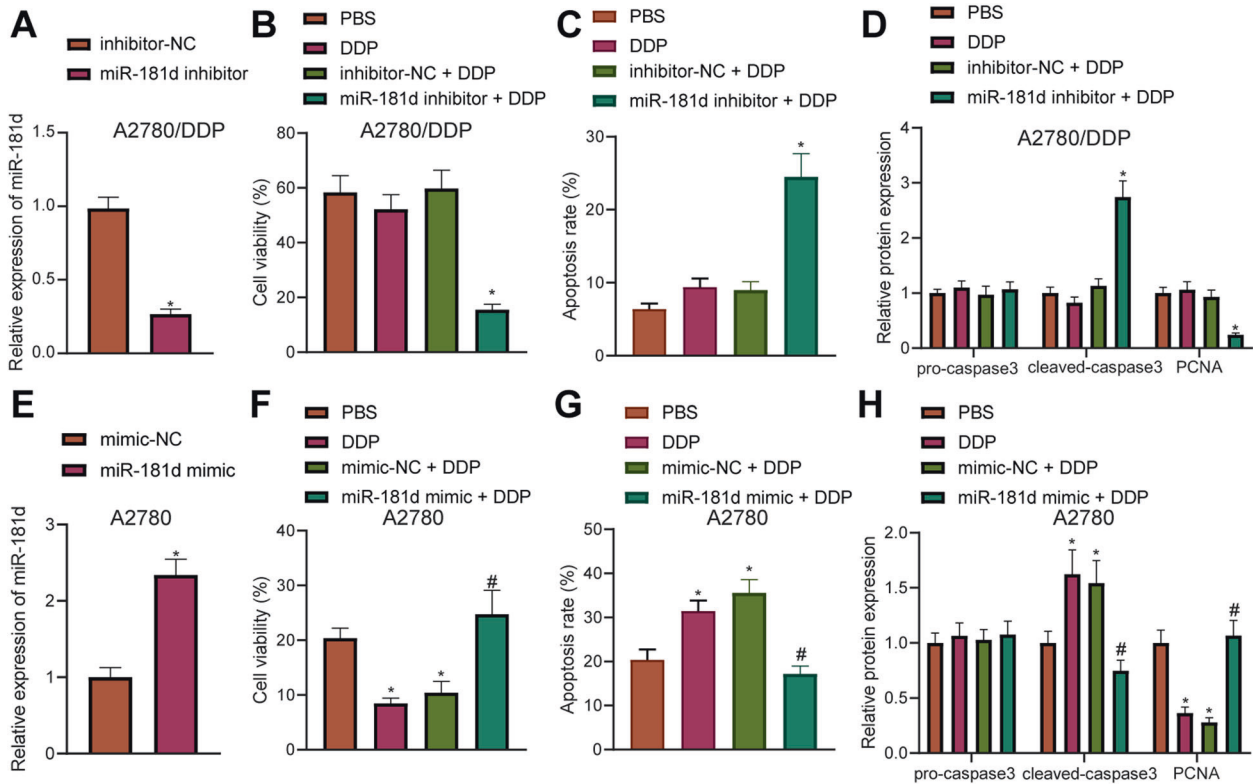 A
inhibitor-NC
miR-181d inhibitor
A2780/DDP
Relative expression of miR-181d
1.5
1.0
0.5
0.0
*
B
PBS
DDP
inhibitor-NC + DDP
miR-181d inhibitor + DDP
A2780/DDP
Cell viability (%)
80
60
40
20
0
*
C
PBS
DDP
inhibitor-NC + DDP
miR-181d inhibitor + DDP
Apoptosis rate (%)
30
20
10
0
*
D
PBS
DDP
inhibitor-NC + DDP
miR-181d inhibitor + DDP
A2780/DDP
Relative protein expression
4
3
2
1
0
*
*
pro-caspase3 cleaved-caspase3 PCNA
E
mimic-NC
miR-181d mimic
A2780
Relative expression of miR-181d
3
2
1
0
*
F
PBS
DDP
mimic-NC + DDP
miR-181d mimic + DDP
A2780
Cell viability (%)
40
30
20
10
0
* * #
G
PBS
DDP
mimic-NC + DDP
miR-181d mimic + DDP
A2780
Apoptosis rate (%)
50
40
30
20
10
0
* * #
H
PBS
DDP
mimic-NC + DDP
miR-181d mimic + DDP
A2780
Relative protein expression
2.0
1.5
1.0
0.5
0.0
* * # * * #
pro-caspase3 cleaved-caspase3 PCNA